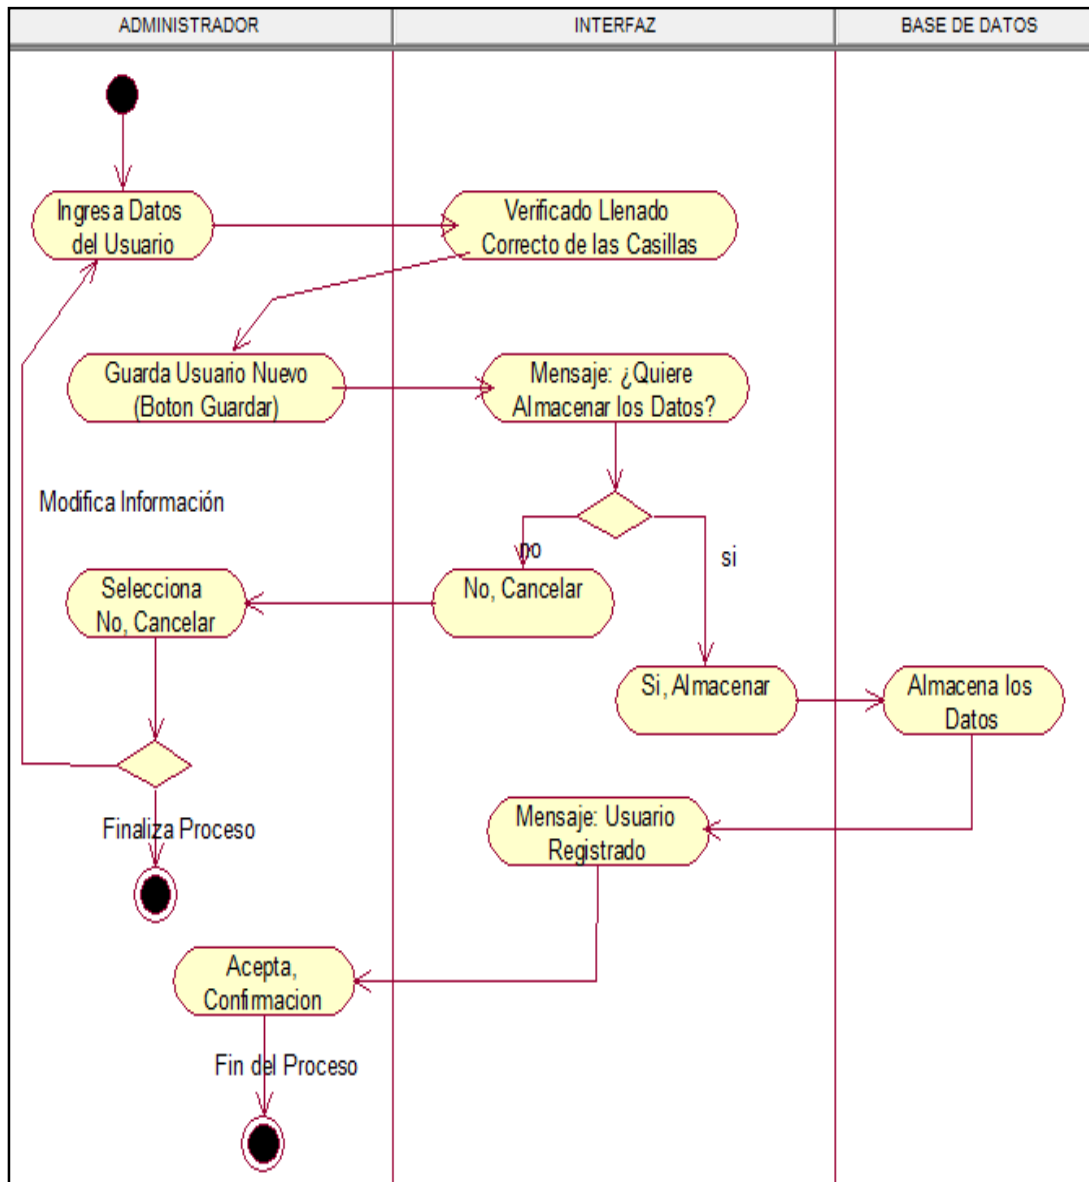 ADMINISTRADOR
INTERFAZ
BASE DE DATOS
Ingresa Datos
del Usuario
Verificado Llenado
Correcto de las Casillas
Guarda Usuario Nuevo
(Boton Guardar)
Mensaje: ¿Quiere
Almacenar los Datos?
Modifica Información
no
si
Selecciona
No, Cancelar
No, Cancelar
Si, Almacenar
Almacena los
Datos
Mensaje: Usuario
Registrado
Finaliza Proceso
Acepta,
Confirmacion
Fin del Proceso